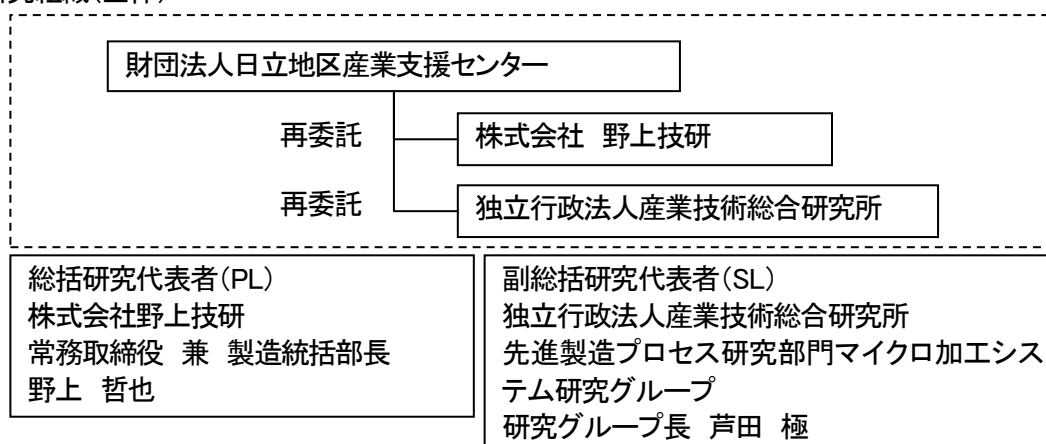 財団法人日立地区産業支援センター
再委託 株式会社 野上技研
再委託 独立行政法人産業技術総合研究所
総括研究代表者(PL)
株式会社野上技研
常務取締役 兼 製造統括部長
野上 哲也
副総括研究代表者(SL)
独立行政法人産業技術総合研究所
先進製造プロセス研究部門マイクロ加工シス
テム研究グループ
研究グループ長 芦田 極